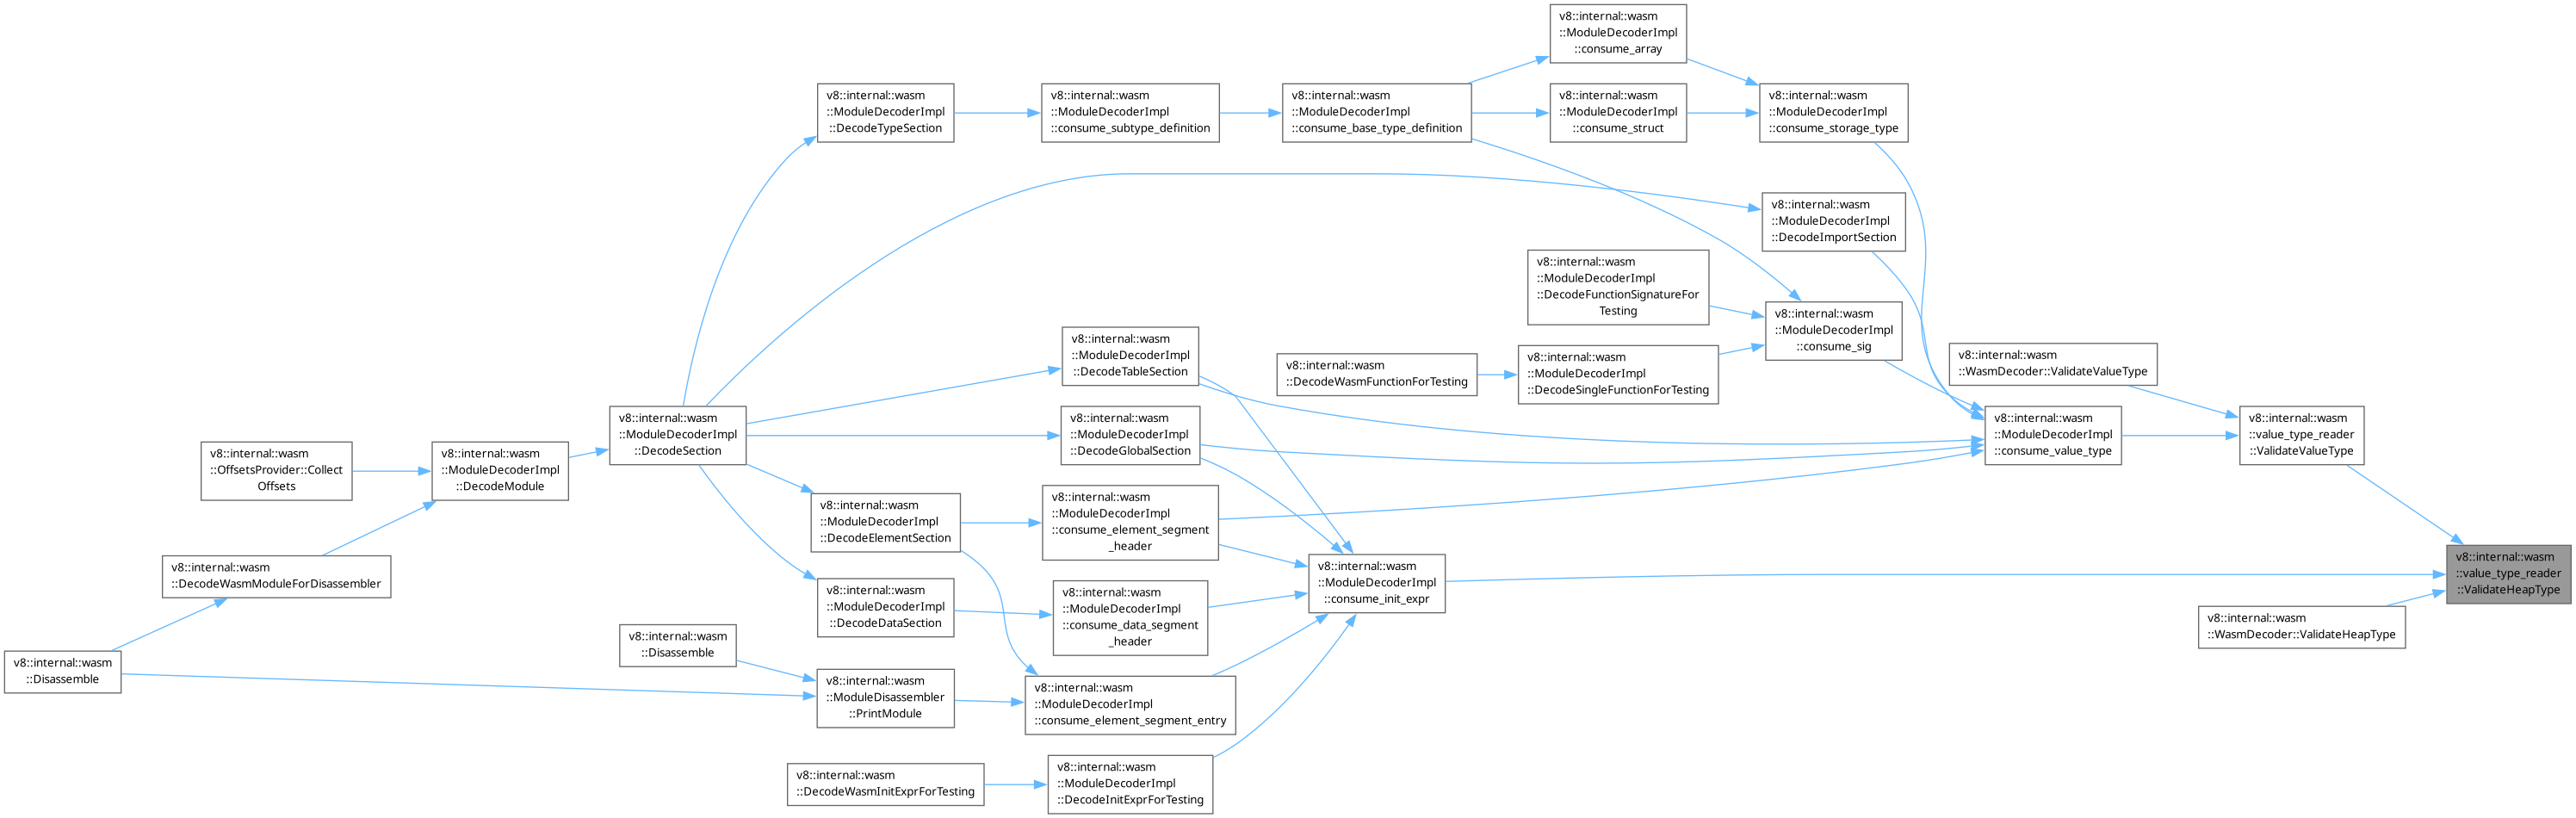 v8::internal::wasm
::ModuleDecoderImpl
::consume_array
v8::internal::wasm
::ModuleDecoderImpl
::DecodeTypeSection
v8::internal::wasm
::ModuleDecoderImpl
::consume_subtype_definition
v8::internal::wasm
::ModuleDecoderImpl
::consume_base_type_definition
v8::internal::wasm
::ModuleDecoderImpl
::consume_struct
v8::internal::wasm
::ModuleDecoderImpl
::consume_storage_type
v8::internal::wasm
::ModuleDecoderImpl
::DecodeImportSection
v8::internal::wasm
::ModuleDecoderImpl
::DecodeFunctionSignatureFor
Testing
v8::internal::wasm
::ModuleDecoderImpl
::consume_sig
v8::internal::wasm
::ModuleDecoderImpl
::DecodeTableSection
v8::internal::wasm
::DecodeWasmFunctionForTesting
v8::internal::wasm
::ModuleDecoderImpl
::DecodeSingleFunctionForTesting
v8::internal::wasm
::WasmDecoder::ValidateValueType
v8::internal::wasm
::ModuleDecoderImpl
::DecodeSection
v8::internal::wasm
::ModuleDecoderImpl
::DecodeGlobalSection
v8::internal::wasm
::ModuleDecoderImpl
::consume_value_type
v8::internal::wasm
::value_type_reader
::ValidateValueType
v8::internal::wasm
::OffsetsProvider::Collect
Offsets
v8::internal::wasm
::ModuleDecoderImpl
::DecodeModule
v8::internal::wasm
::ModuleDecoderImpl
::DecodeElementSection
v8::internal::wasm
::ModuleDecoderImpl
::consume_element_segment
_header
v8::internal::wasm
::DecodeWasmModuleForDisassembler
v8::internal::wasm
::ModuleDecoderImpl
::consume_init_expr
v8::internal::wasm
::value_type_reader
::ValidateHeapType
v8::internal::wasm
::ModuleDecoderImpl
::DecodeDataSection
v8::internal::wasm
::ModuleDecoderImpl
::consume_data_segment
_header
v8::internal::wasm
::WasmDecoder::ValidateHeapType
v8::internal::wasm
::Disassemble
v8::internal::wasm
::Disassemble
v8::internal::wasm
::ModuleDisassembler
::PrintModule
v8::internal::wasm
::ModuleDecoderImpl
::consume_element_segment_entry
v8::internal::wasm
::DecodeWasmInitExprForTesting
v8::internal::wasm
::ModuleDecoderImpl
::DecodeInitExprForTesting